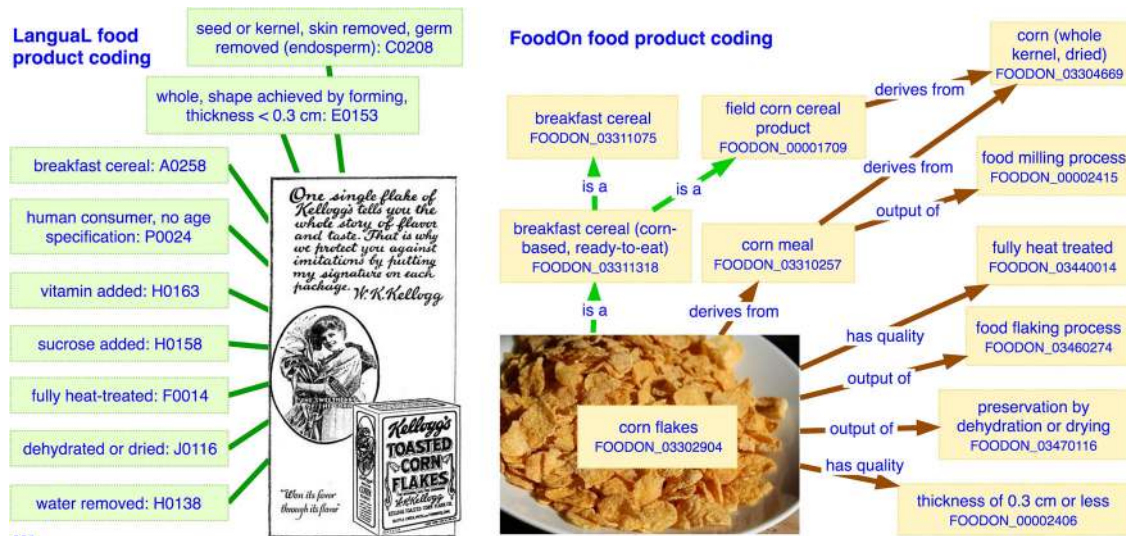 LanguaL food
product coding
seed or kernel, skin removed, germ
removed (endosperm): C0208
whole, shape achieved by forming,
thickness < 0.3 cm: E0153
breakfast cereal: A0258
human consumer, no age
specification: P0024
vitamin added: H0163
sucrose added: H0158
fully heat-treated: F0014
dehydrated or dried: J0116
water removed: H0138
One single flake of
Kellogg's tells you the
whole story of flavor
and taste. That is why
we protect you against
imitations by putting
my signature on each
package.
W.K.Kellogg
Kellogg's
TOASTED
CORN
FLAKES
W.K.Kellogg
"Won its favor
through its flavor"
FoodOn food product coding
corn (whole
kernel, dried)
FOODON_03304669
derives from
breakfast cereal
FOODON_03311075
field corn cereal
product
FOODON_00001709
derives from
food milling process
FOODON_00002415
is a
is a
output of
breakfast cereal (corn-
based, ready-to-eat)
FOODON_03311318
corn meal
FOODON_03310257
fully heat treated
FOODON_03440014
is a
derives from
has quality
food flaking process
FOODON_03460274
output of
corn flakes
FOODON_03302904
output of
preservation by
dehydration or drying
FOODON_03470116
has quality
thickness of 0.3 cm or less
FOODON_00002406